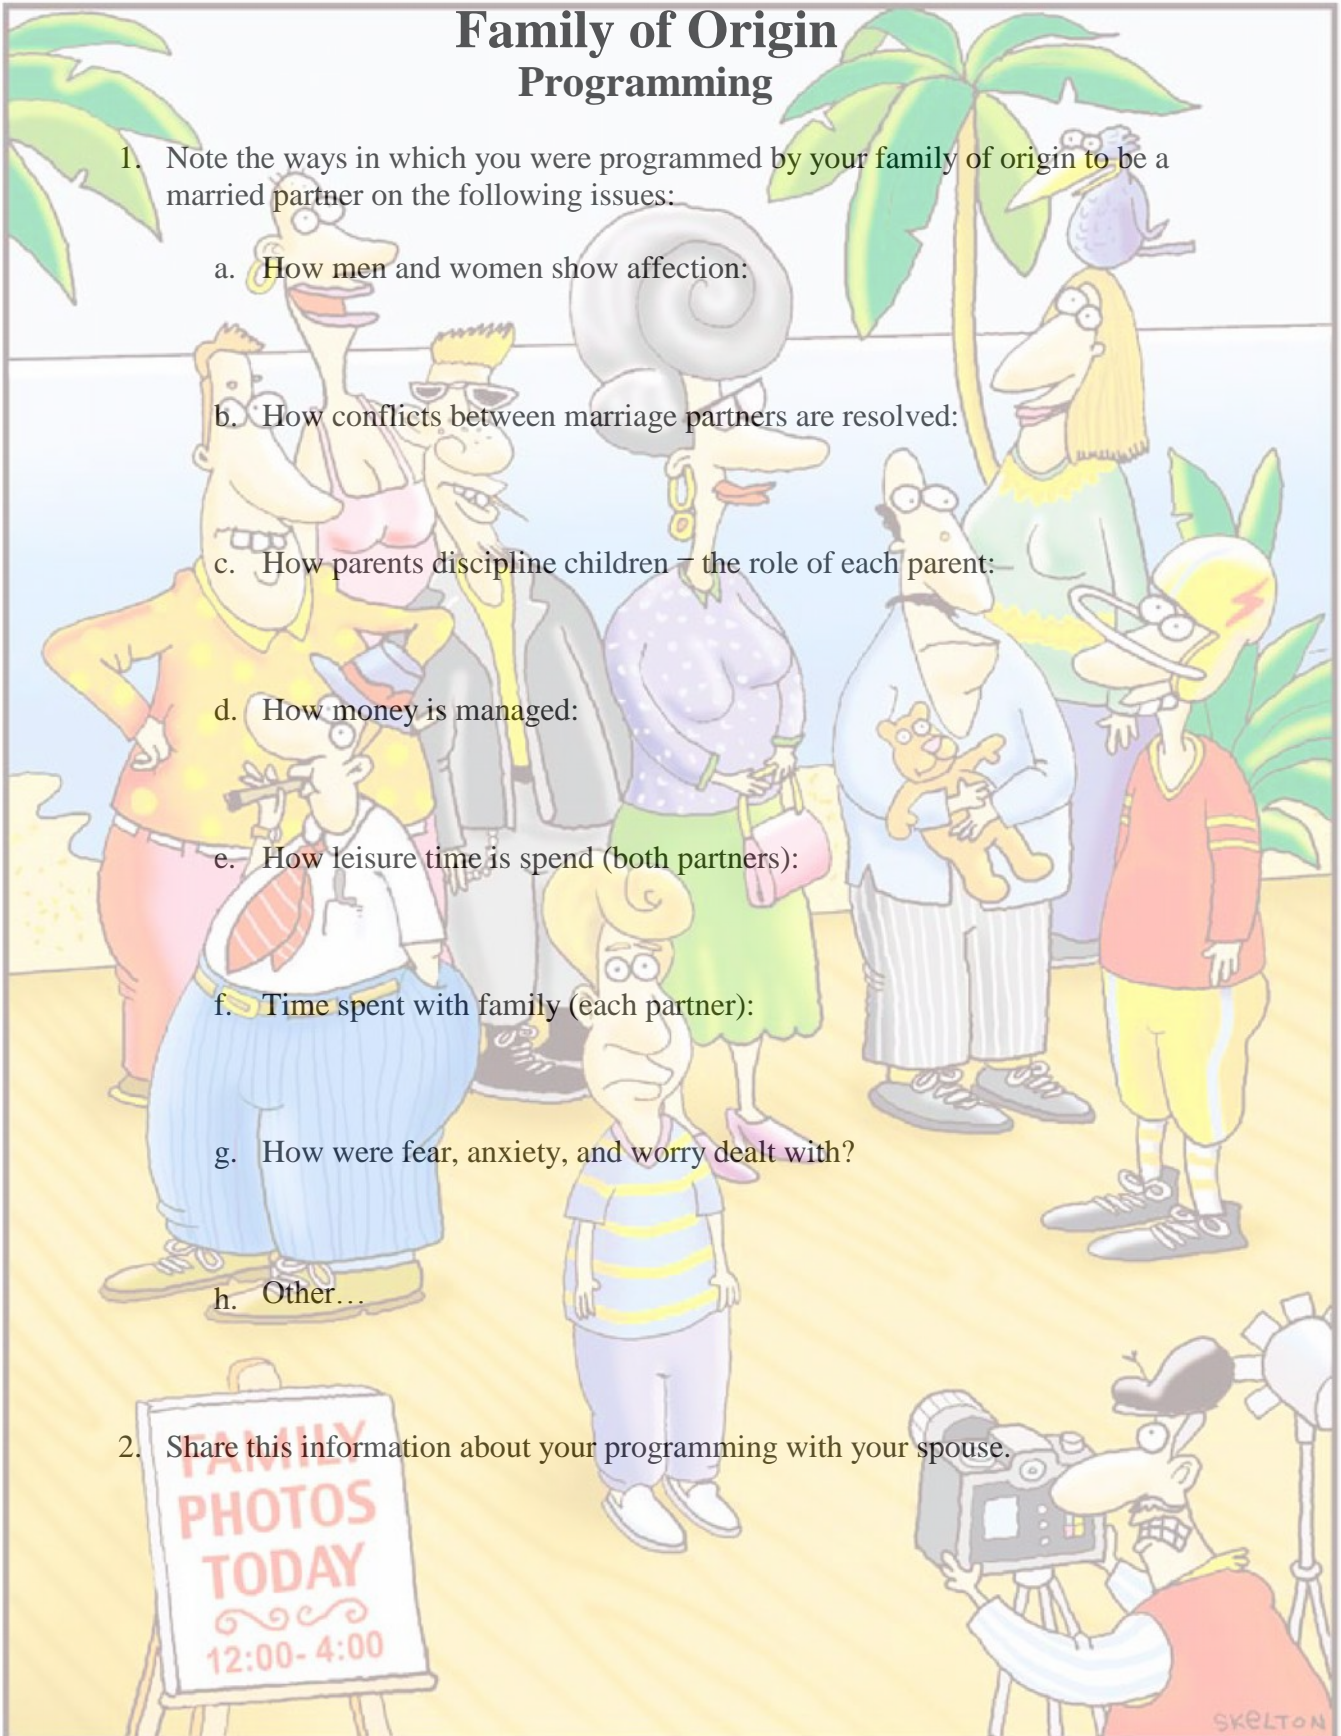 Family of Origin
Programming
1. Note the ways in which you were programmed by your family of origin to be a
married partner on the following issues:
a. How men and women show affection:
b. How conflicts between marriage partners are resolved:
c. How parents discipline children – the role of each parent:
d. How money is managed:
e. How leisure time is spend (both partners):
f. Time spent with family (each partner):
g. How were fear, anxiety, and worry dealt with?
h. Other…
2. Share this information about your programming with your spouse.
FAMILY
PHOTOS
TODAY
12:00- 4:00
SKELTON